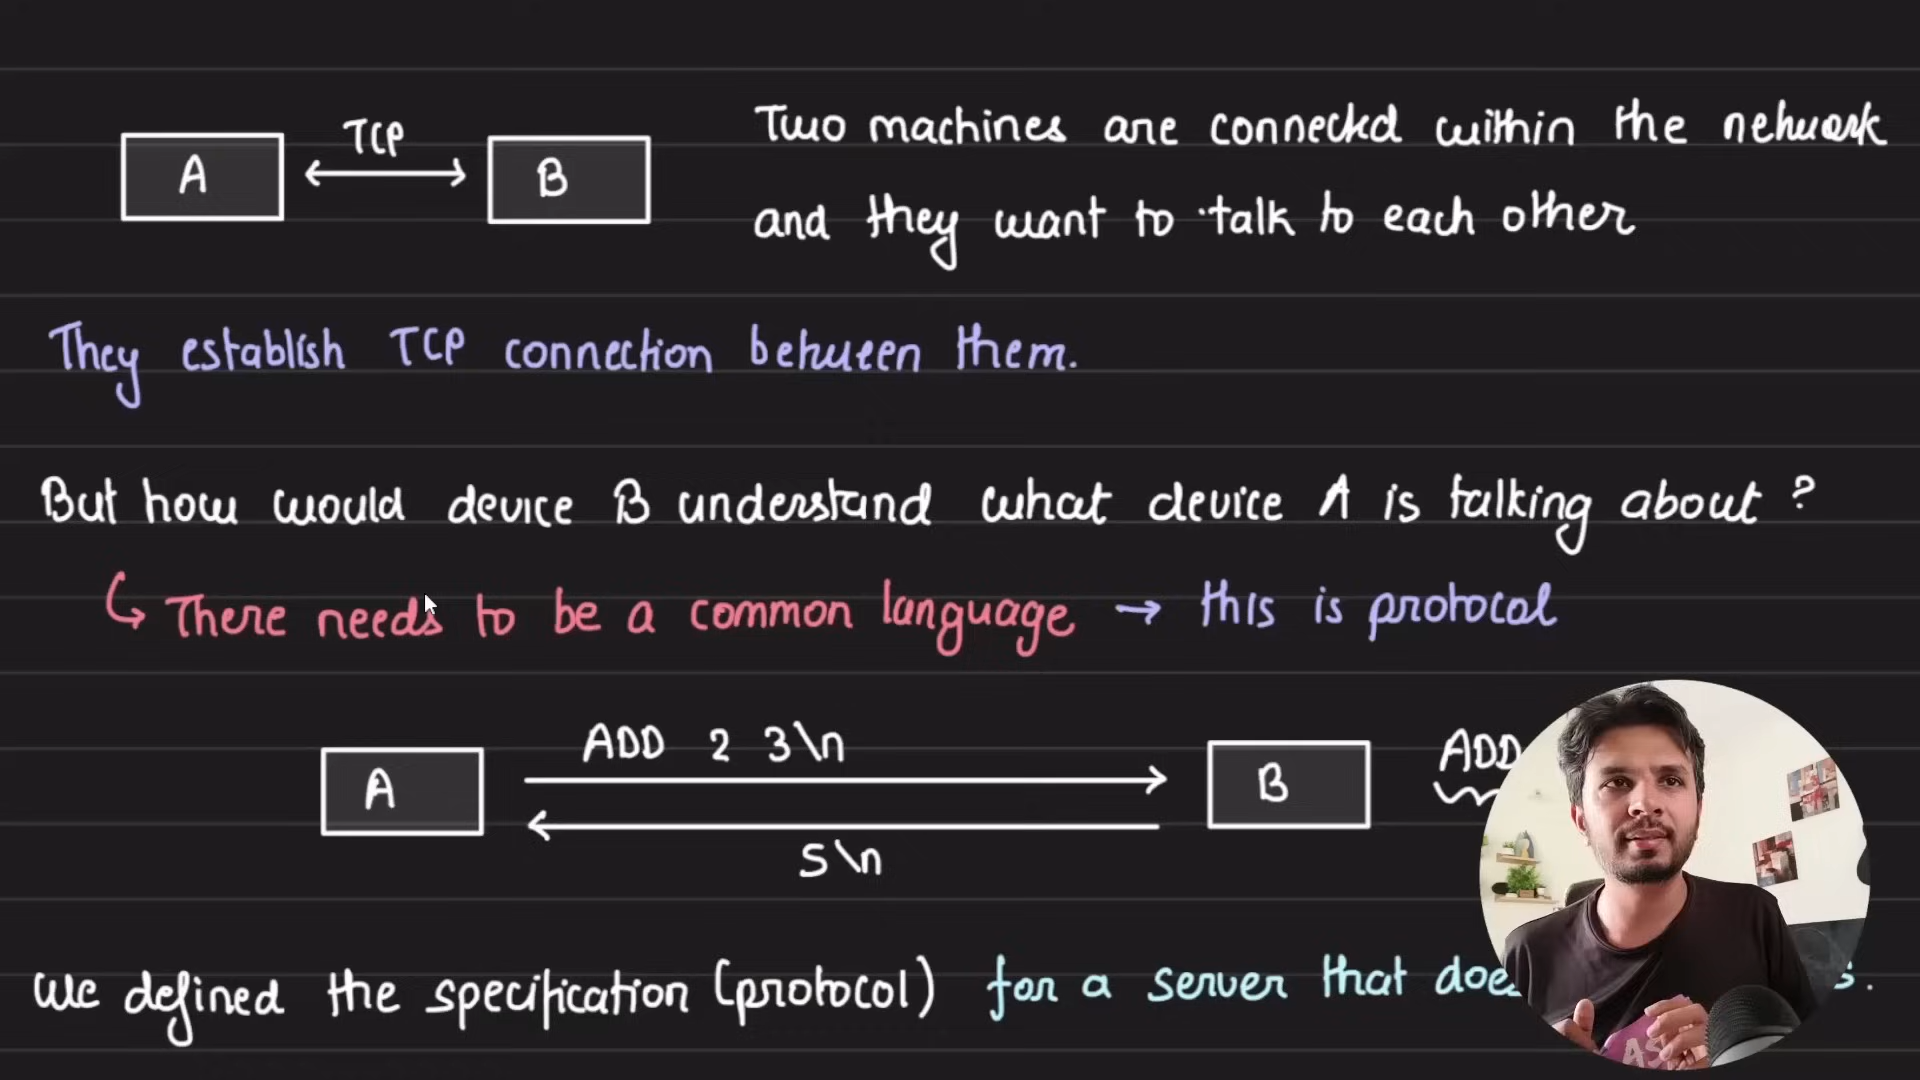 TCP
A
B
Two machines are connected within the network
and they want to talk to each other
They establish TCP connection between them.
But how would device B understand what device A is talking about ?
There needs to be a common language → this is protocol
ADD 2 3\n
A
B
ADD
5\n
We defined the specification (protocol) for a server that